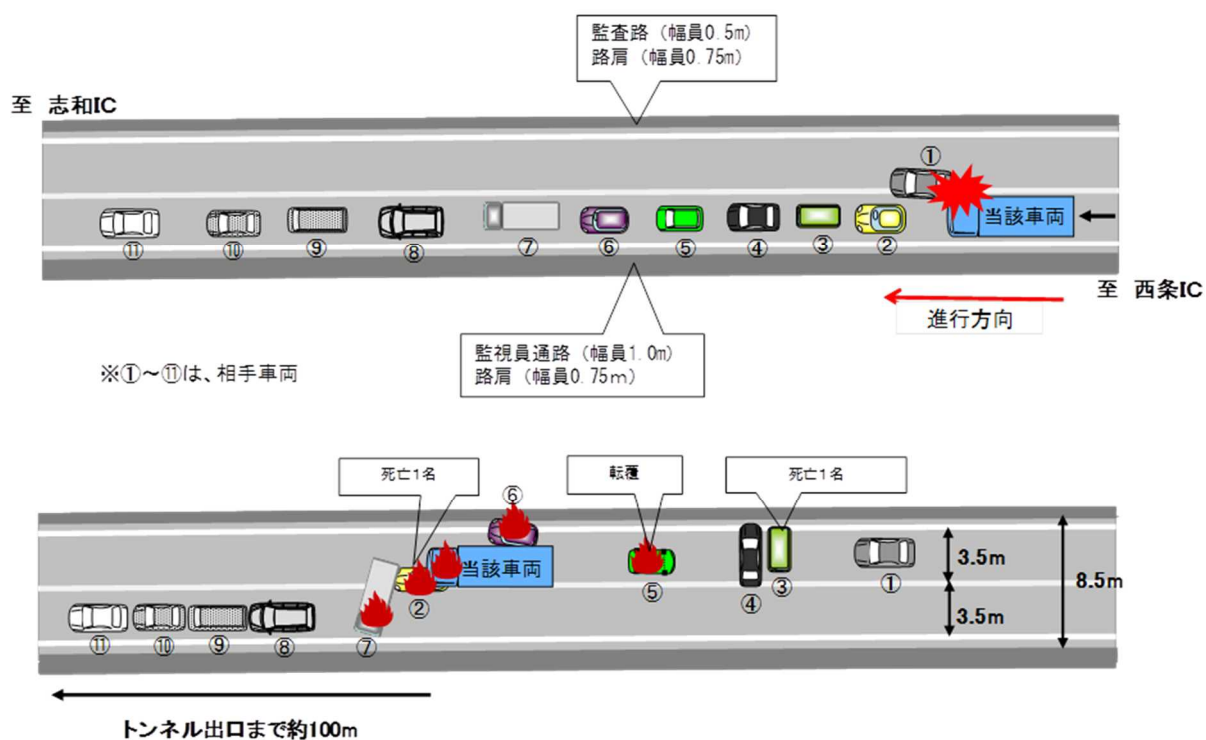 監査路（幅員0.5m）
路肩（幅員0.75m）
至 志和IC
①
当該車両
⑪
⑩
⑨
⑧
⑦
⑥
⑤
④
③
②
至 西条IC
進行方向
監視員通路（幅員1.0m）
路肩（幅員0.75m）
※①～⑪は、相手車両
死亡1名
転覆
死亡1名
⑥
当該車両
3.5m
8.5m
3.5m
⑪
⑩
⑨
⑧
⑦
②
⑤
④
③
①
トンネル出口まで約100m